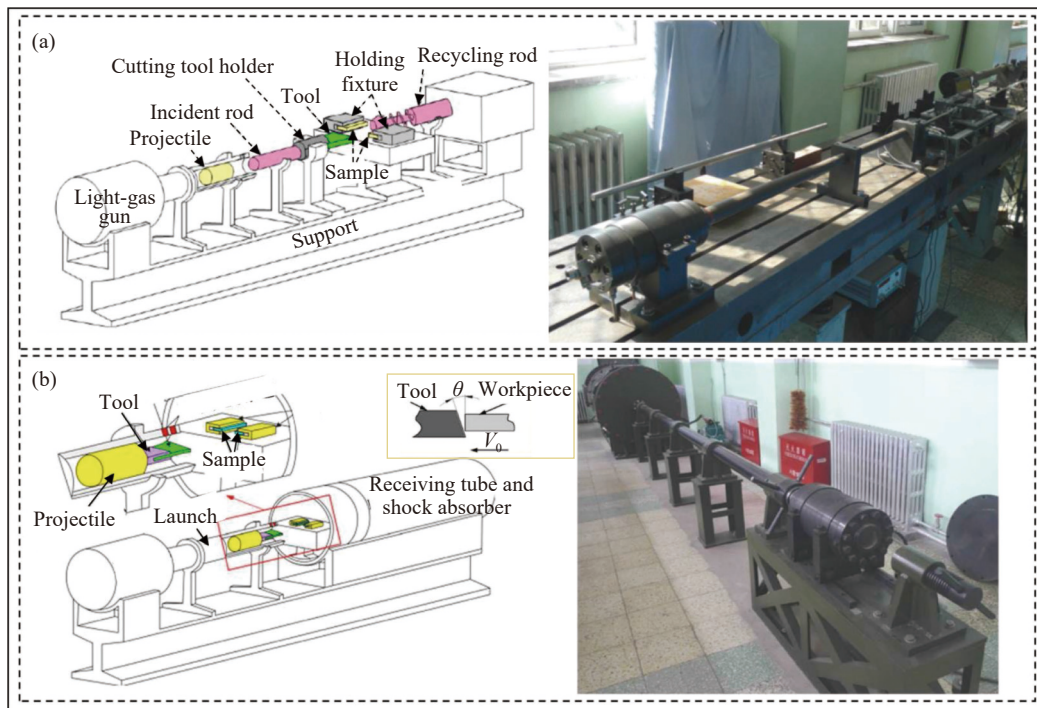 (a)
Cutting tool holder
Holding
fixture
Recycling rod
Tool
Incident rod
Projectile
Sample
Light-gas
gun
Support
(b)
Tool
θ
Workpiece
V0
Tool
Sample
Projectile
Launch
Receiving tube and
shock absorber